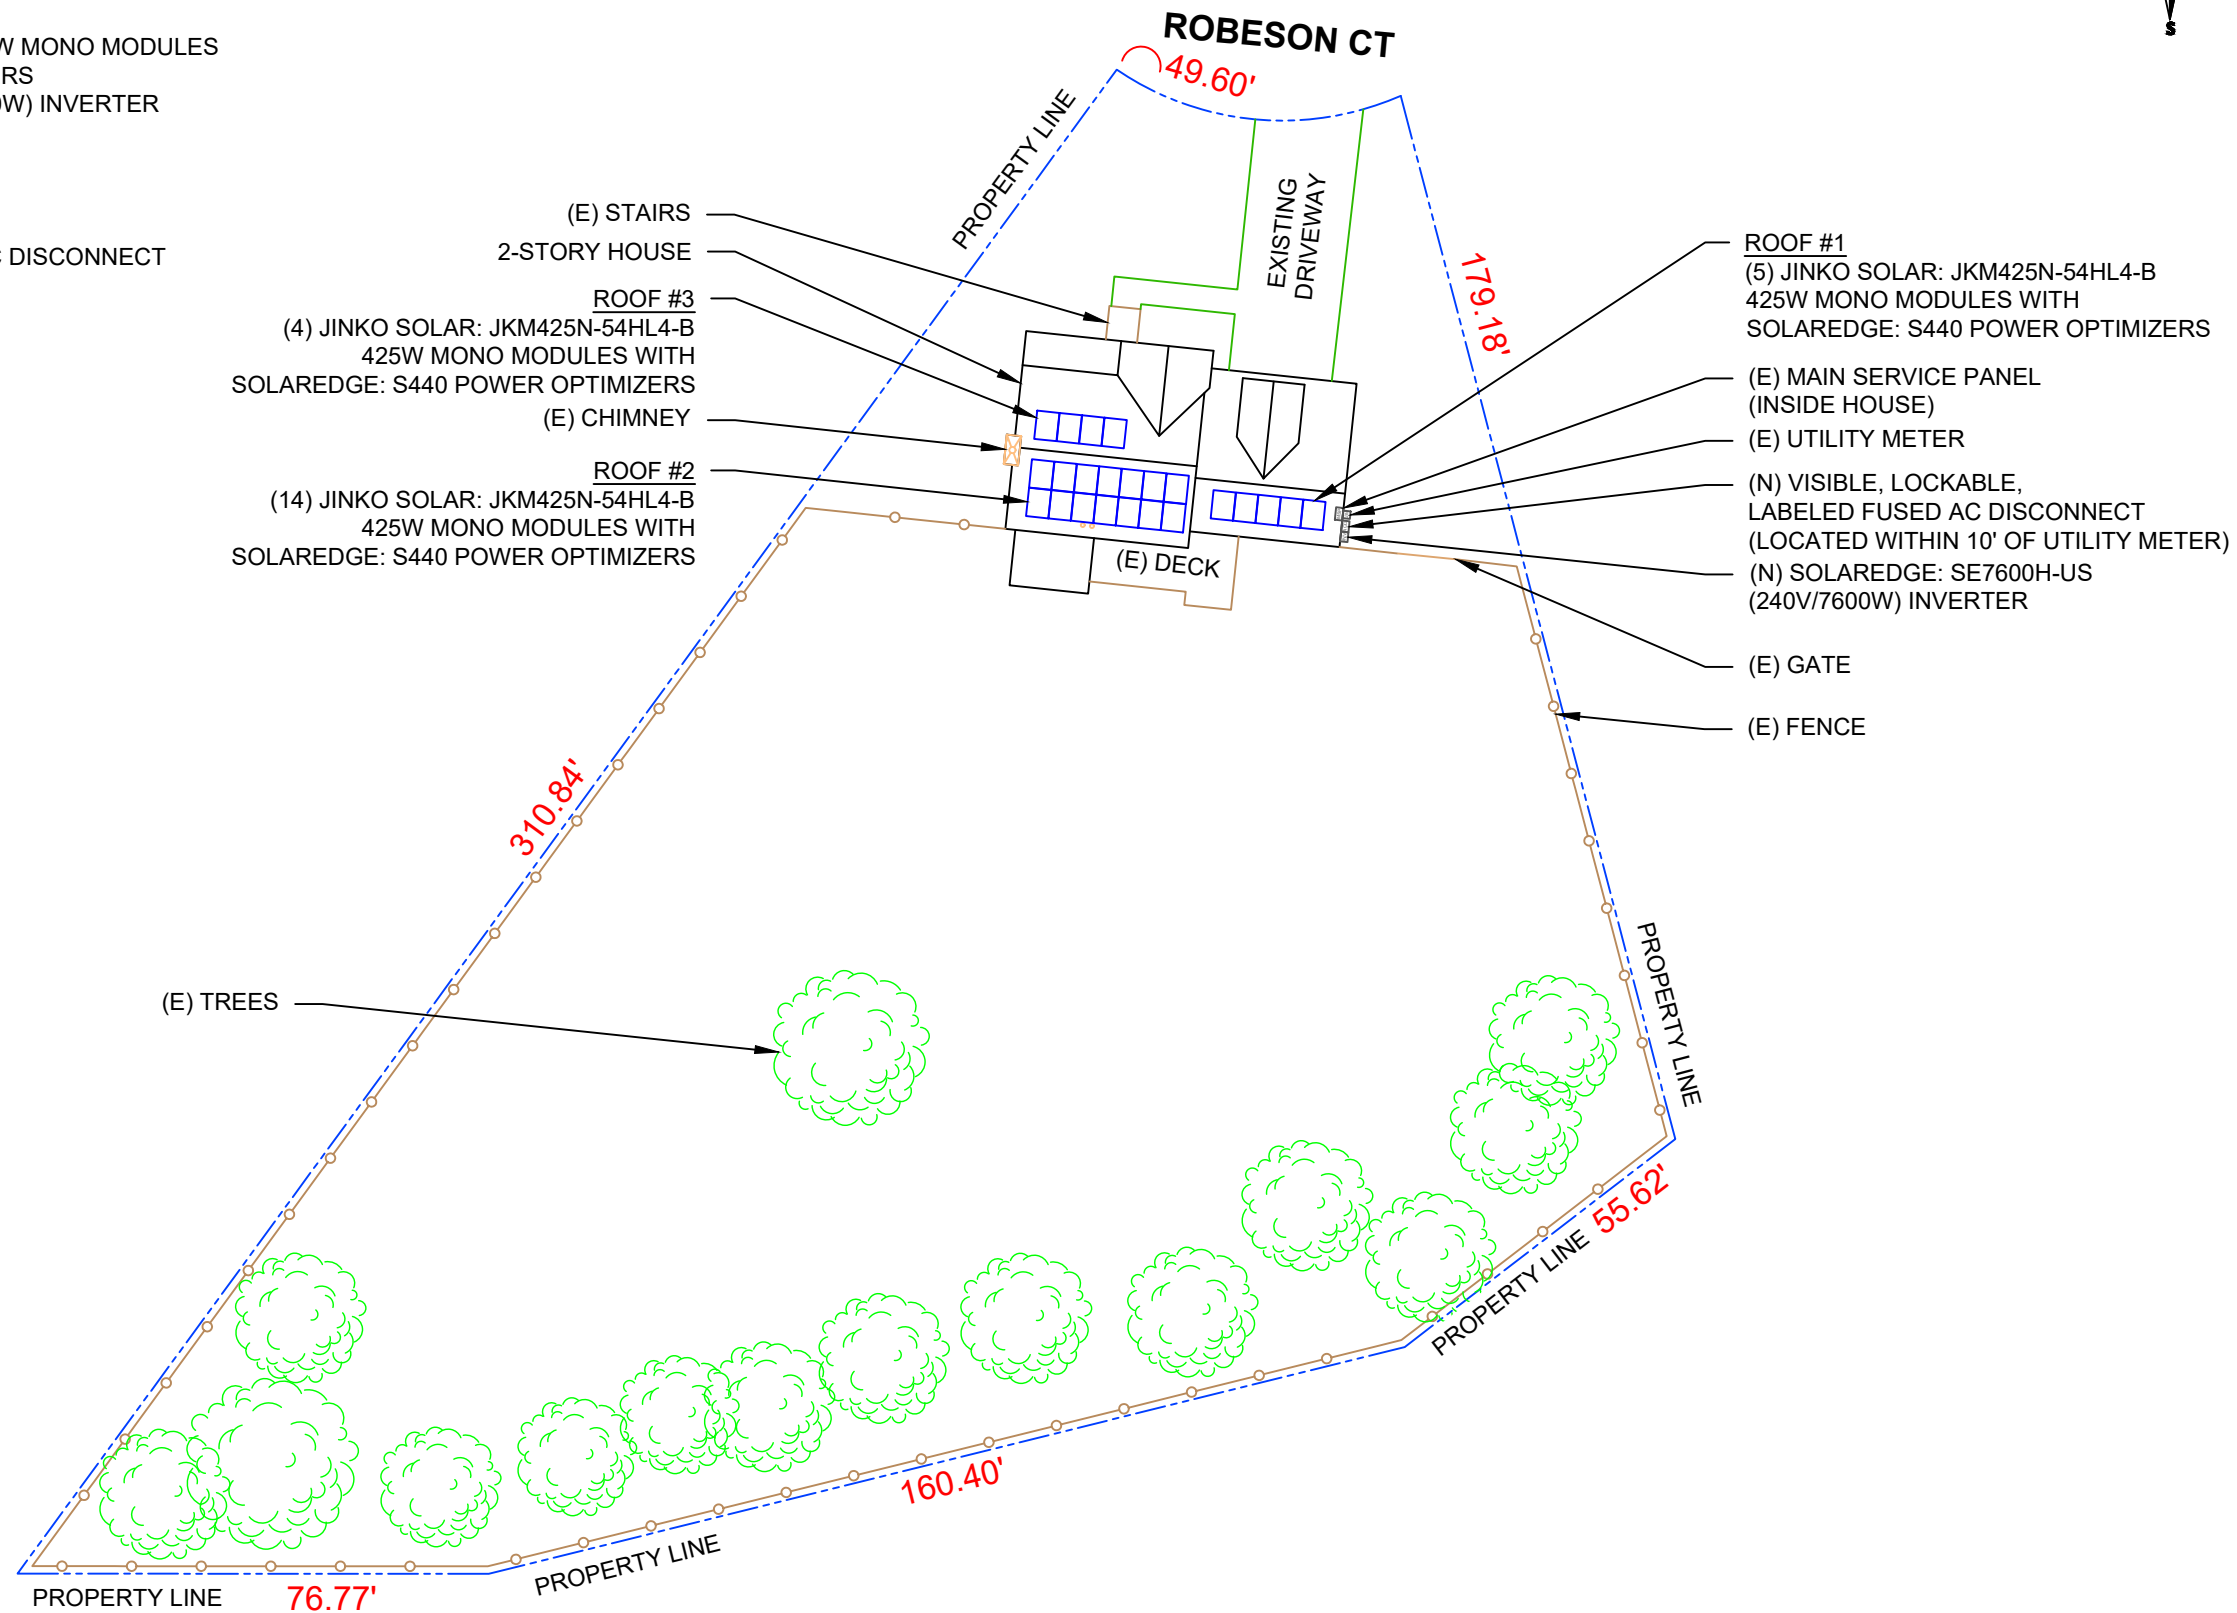 W MONO MODULES
RS
W) INVERTER
DISCONNECT
S
ROBESON CT
49.60'
PROPERTY LINE
EXISTING
DRIVEWAY
179.18'
(E) STAIRS
2-STORY HOUSE
ROOF #3
(4) JINKO SOLAR: JKM425N-54HL4-B
425W MONO MODULES WITH
SOLAREDGE: S440 POWER OPTIMIZERS
(E) CHIMNEY
ROOF #2
(14) JINKO SOLAR: JKM425N-54HL4-B
425W MONO MODULES WITH
SOLAREDGE: S440 POWER OPTIMIZERS
(E) DECK
ROOF #1
(5) JINKO SOLAR: JKM425N-54HL4-B
425W MONO MODULES WITH
SOLAREDGE: S440 POWER OPTIMIZERS
(E) MAIN SERVICE PANEL
(INSIDE HOUSE)
(E) UTILITY METER
(N) VISIBLE, LOCKABLE,
LABELED FUSED AC DISCONNECT
(LOCATED WITHIN 10' OF UTILITY METER)
(N) SOLAREDGE: SE7600H-US
(240V/7600W) INVERTER
(E) GATE
(E) FENCE
310.84'
(E) TREES
PROPERTY LINE
55.62'
PROPERTY LINE
160.40'
PROPERTY LINE
PROPERTY LINE
76.77'